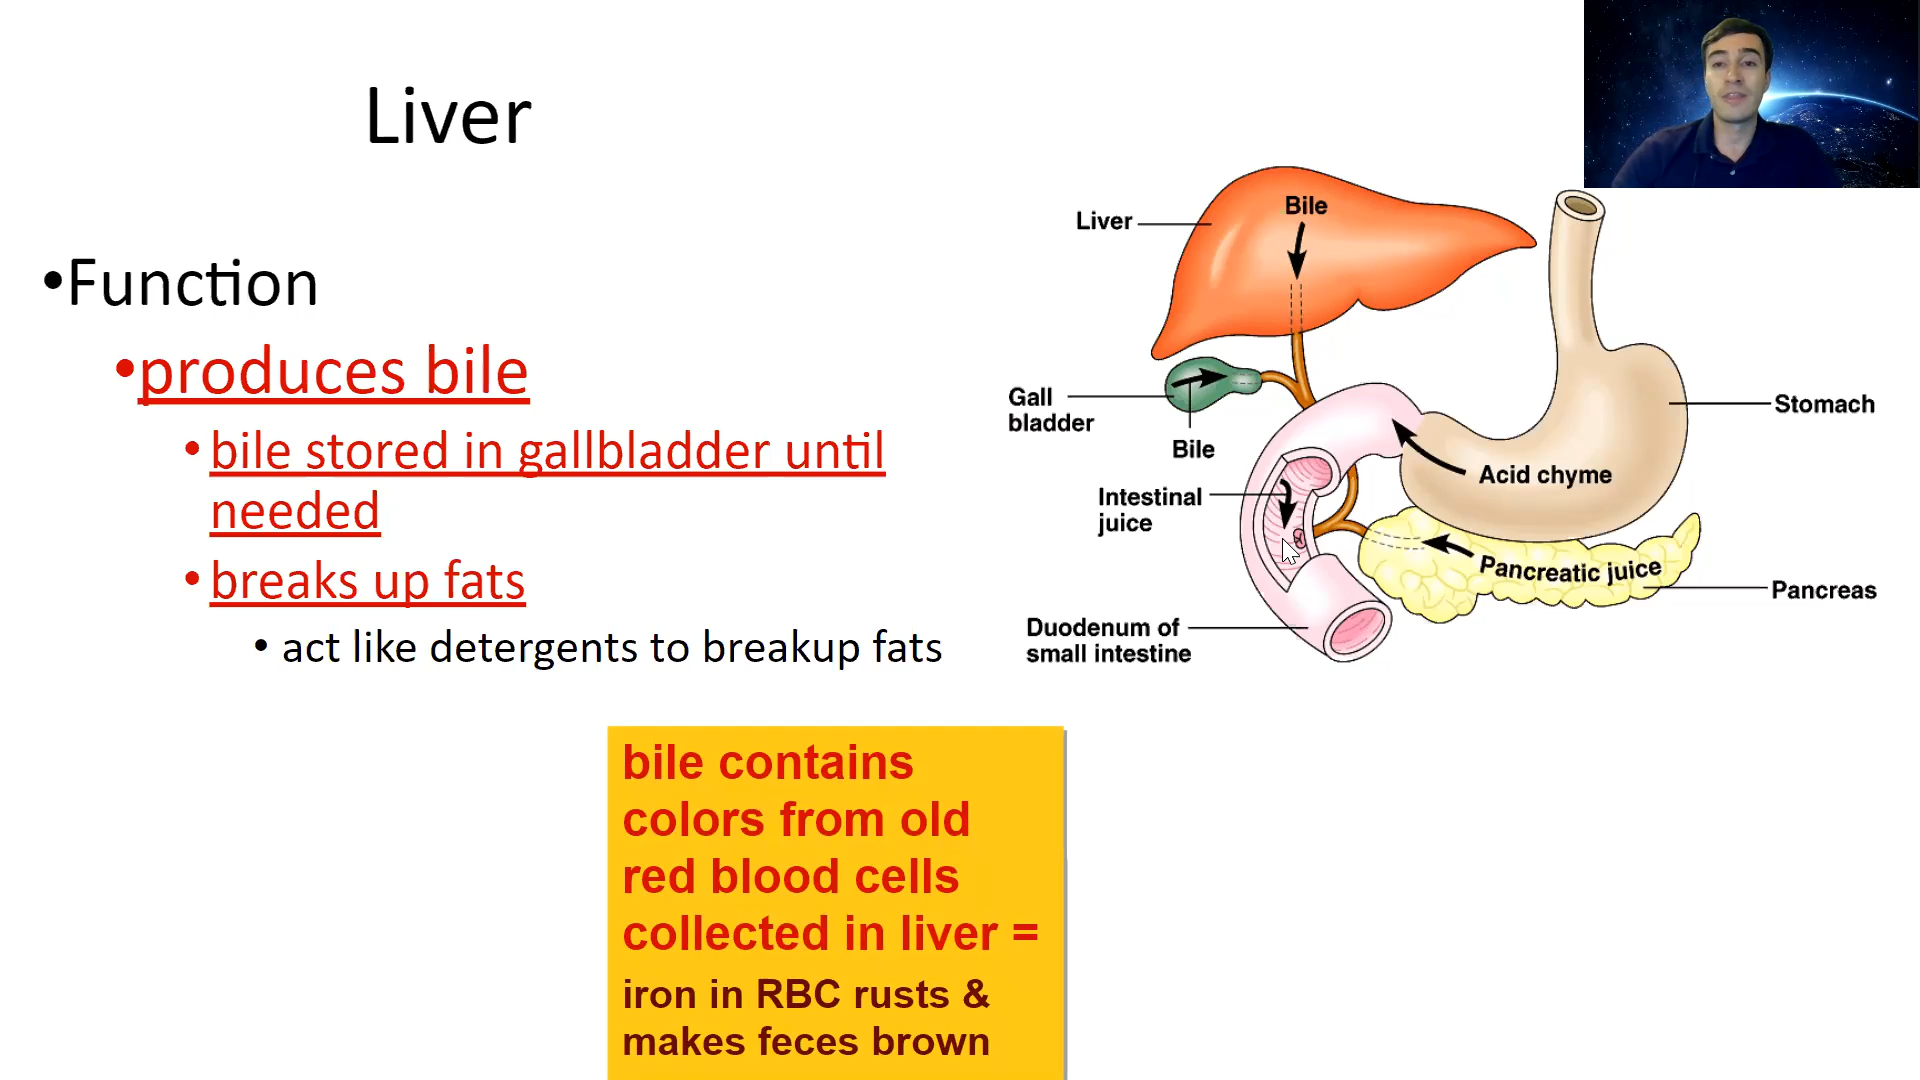 Liver
•Function
•produces bile
• bile stored in gallbladder until
needed
• breaks up fats
• act like detergents to breakup fats
bile contains
colors from old
red blood cells
collected in liver =
iron in RBC rusts &
makes feces brown
Liver
Bile
Gall
bladder
Bile
Stomach
Acid chyme
Intestinal
juice
Pancreatic juice
Pancreas
Duodenum of
small intestine